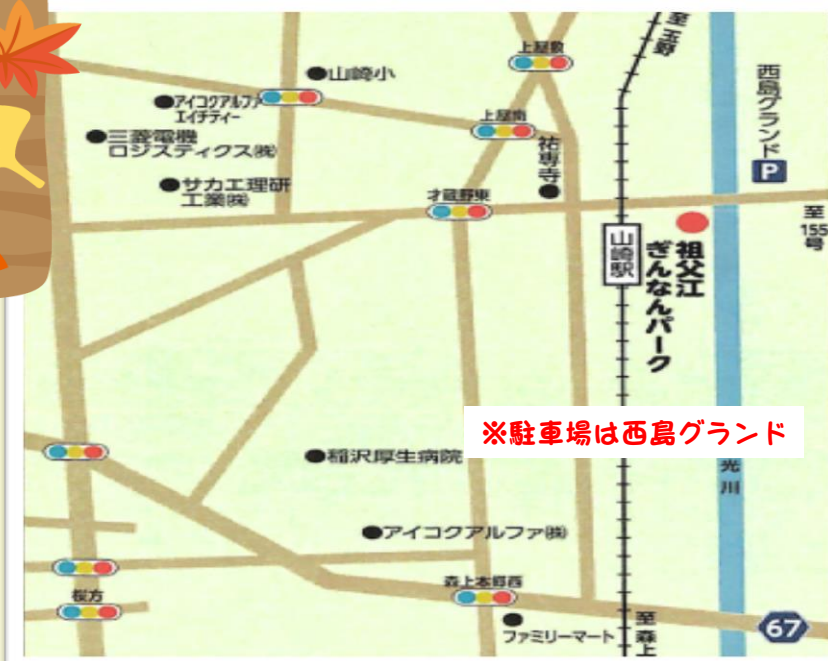 至玉野
上屋敷
西島グランド
P
●山崎小
●アイコクアルファ
エイチティー
上屋南
●三菱電機
ロジスティクス㈱
祐専寺
●サカエ理研
工業㈱
才蔵野東
至
155
号
山崎駅
祖父江
ぎんなんパーク
※駐車場は西島グランド
●稲沢厚生病院
光川
●アイコクアルファ㈱
森上本郷西
桜方
●
ファミリーマート
至森上
67